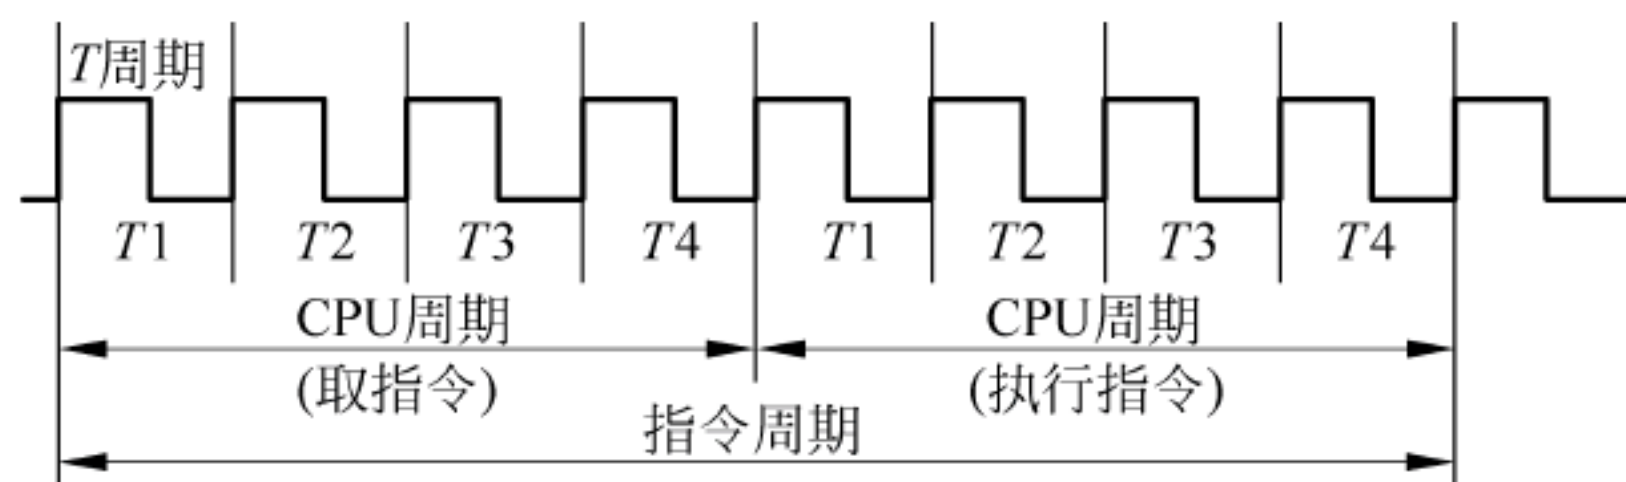 T周期
T1 T2 T3 T4 T1 T2 T3 T4
CPU周期 CPU周期
(取指令) (执行指令)
指令周期